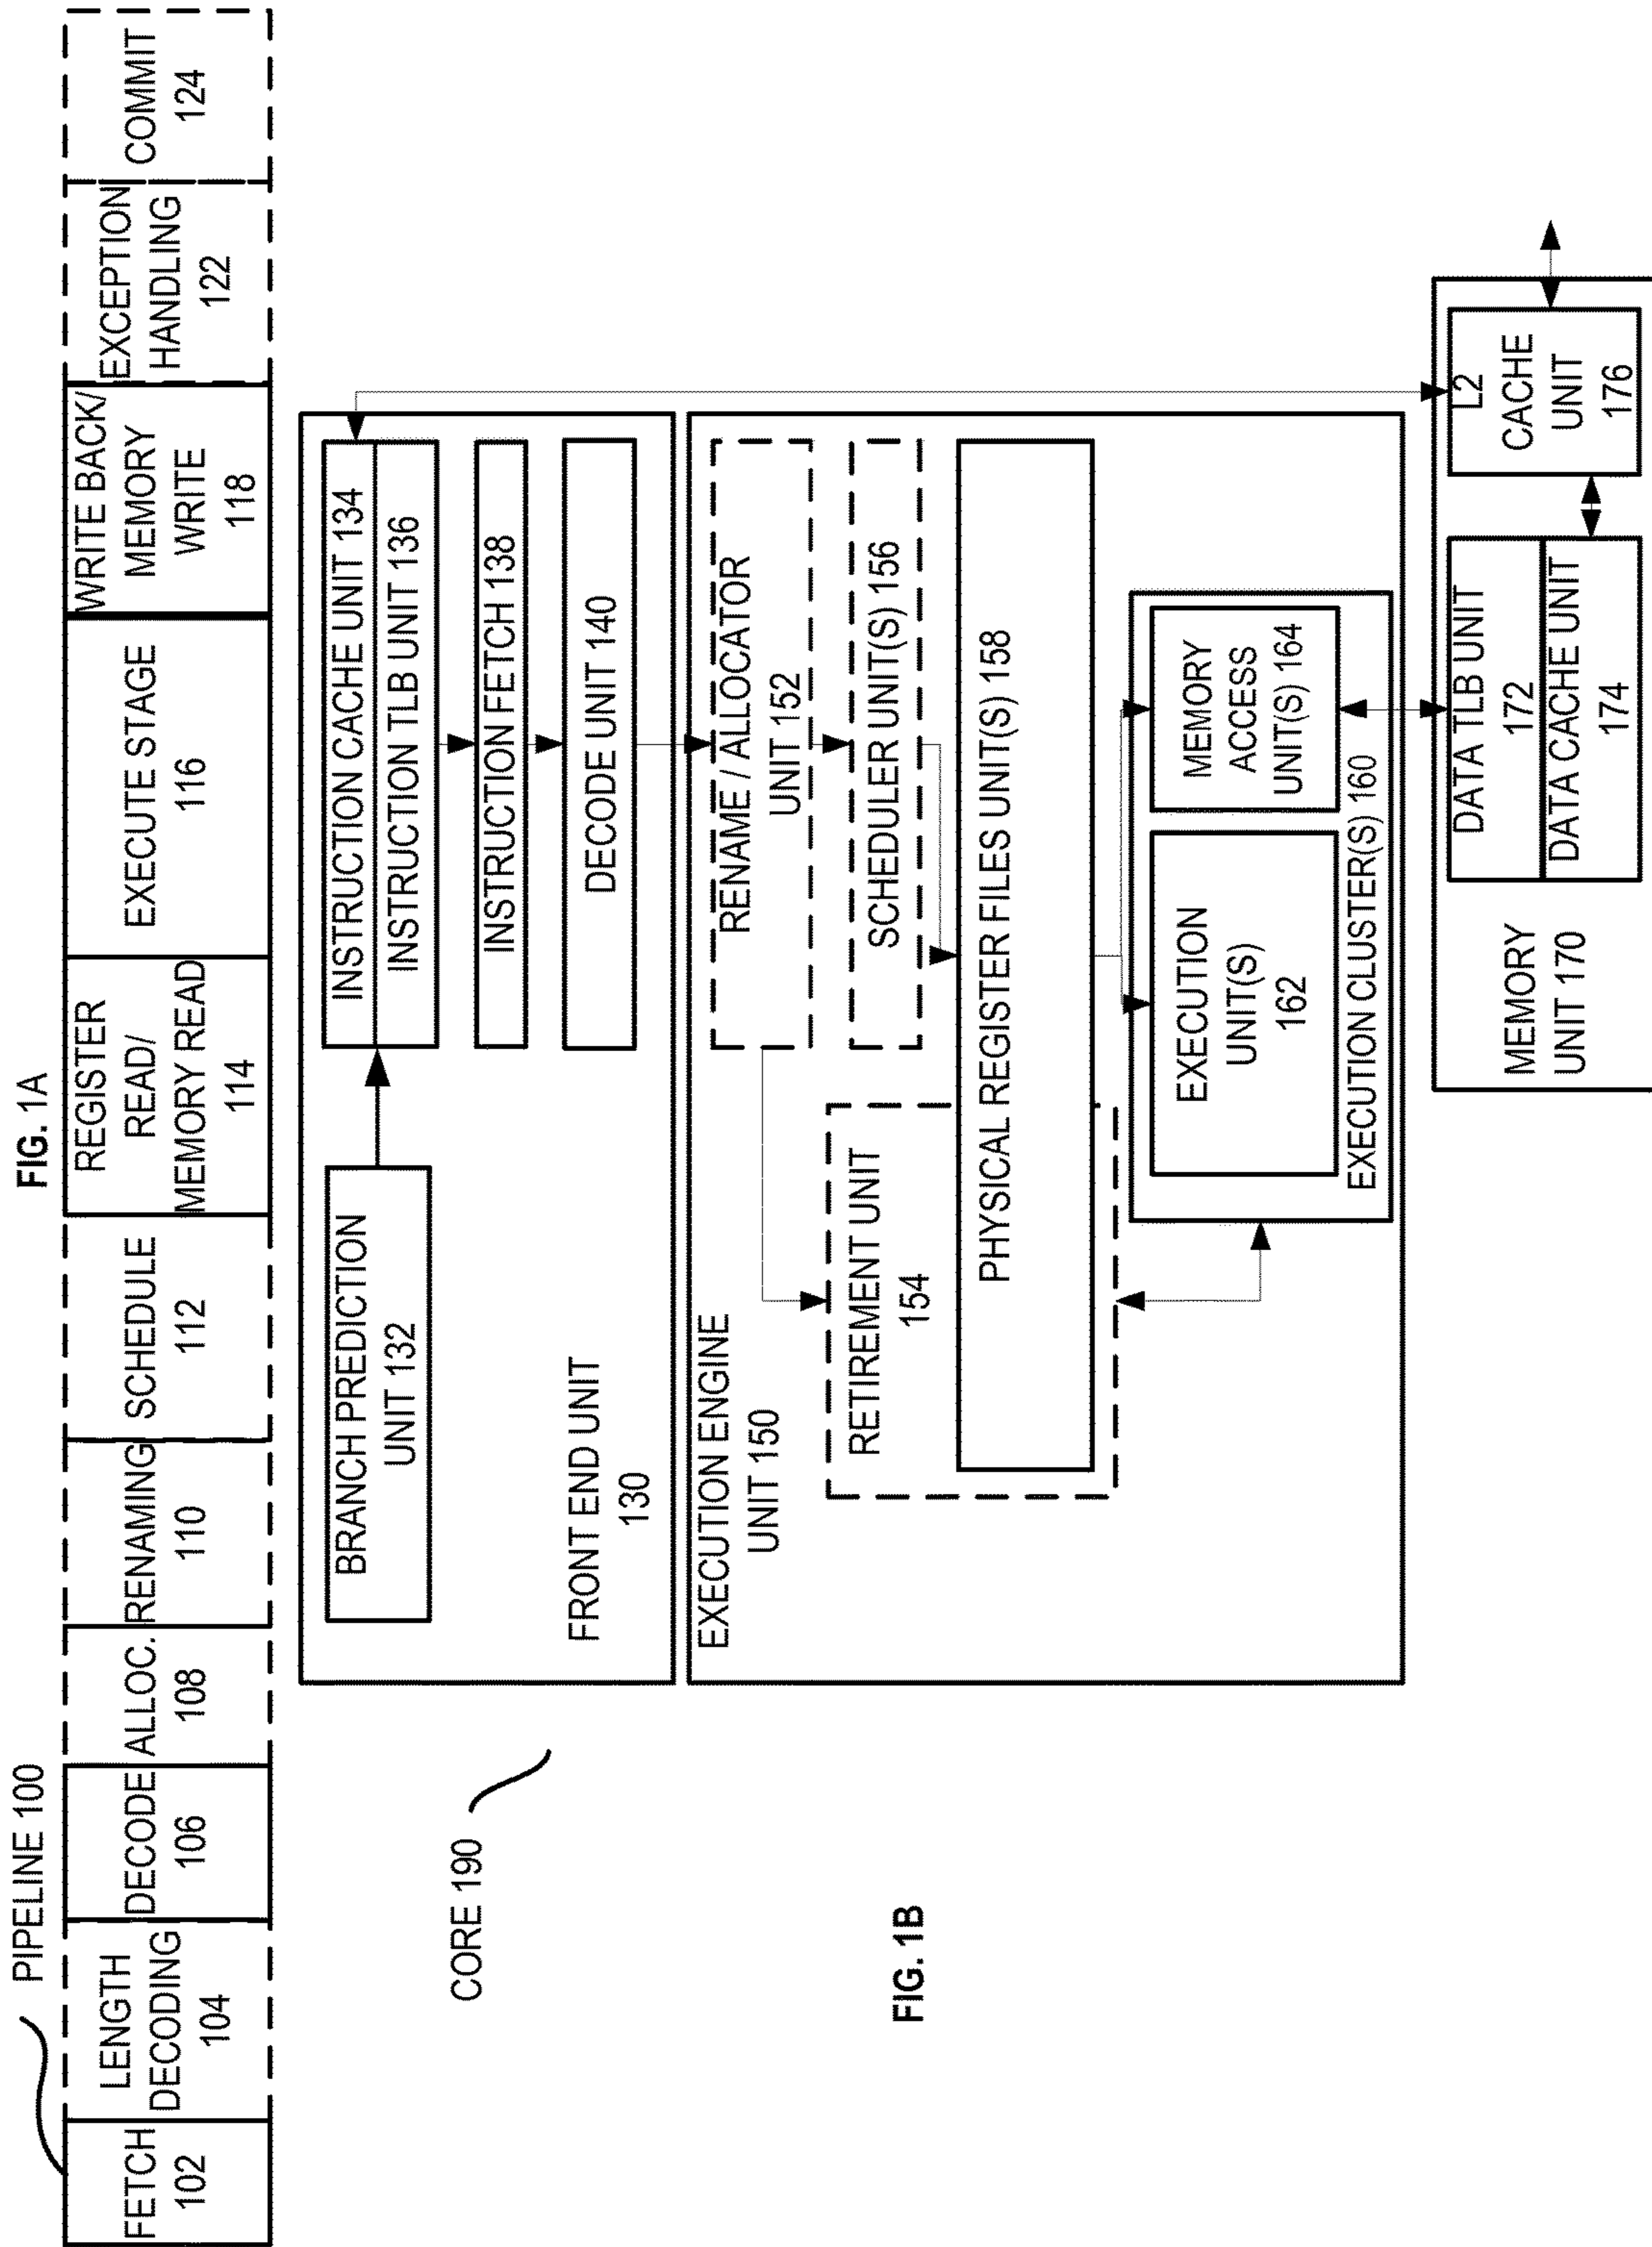 FIG. 1A
PIPELINE 100
FETCH
102
LENGTH
DECODING
104
DECODE
106
ALLOC.
108
RENAMING
110
SCHEDULE
112
REGISTER
READ/
MEMORY READ
114
EXECUTE STAGE
116
WRITE BACK/
MEMORY
WRITE
118
EXCEPTION
HANDLING
122
COMMIT
124
CORE 190
BRANCH PREDICTION
UNIT 132
INSTRUCTION CACHE UNIT 134
INSTRUCTION TLB UNIT 136
INSTRUCTION FETCH 138
DECODE UNIT 140
FRONT END UNIT
130
EXECUTION ENGINE
UNIT 150
RENAME / ALLOCATOR
UNIT 152
SCHEDULER UNIT(S) 156
RETIREMENT UNIT
154
PHYSICAL REGISTER FILES UNIT(S) 158
EXECUTION
UNIT(S)
162
MEMORY
ACCESS
UNIT(S) 164
EXECUTION CLUSTER(S) 160
FIG. 1B
MEMORY
UNIT 170
DATA TLB UNIT
172
DATA CACHE UNIT
174
L2
CACHE
UNIT
176